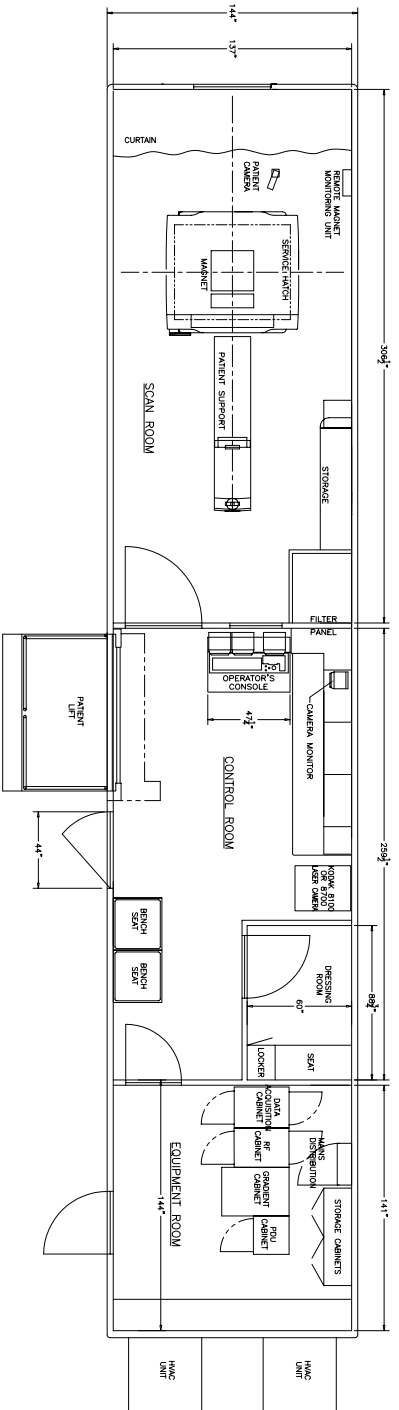 144"
137"
CURTAIN
PATIENT
CAMERA
REMOTE MAGNET
MONITORING UNIT
SERVICE HATCH
MAGNET
306½"
PATIENT SUPPORT
SCAN ROOM
STORAGE
FILTER
PANEL
OPERATOR'S
CONSOLE
47¼"
CAMERA MONITOR
PATIENT
LIFT
CONTROL ROOM
259½"
44"
KODAK 8100
OR 8700
LASER CAMERA
BENCH
SEAT
BENCH
SEAT
DRESSING
ROOM
60"
88¾"
LOCKER
SEAT
DATA
ACQUISITION
CABINET
RF
CABINET
MAINS
DISTRIBUTION
GRADIENT
CABINET
PDU
CABINET
STORAGE CABINETS
141"
EQUIPMENT ROOM
144"
HVAC
UNIT
HVAC
UNIT